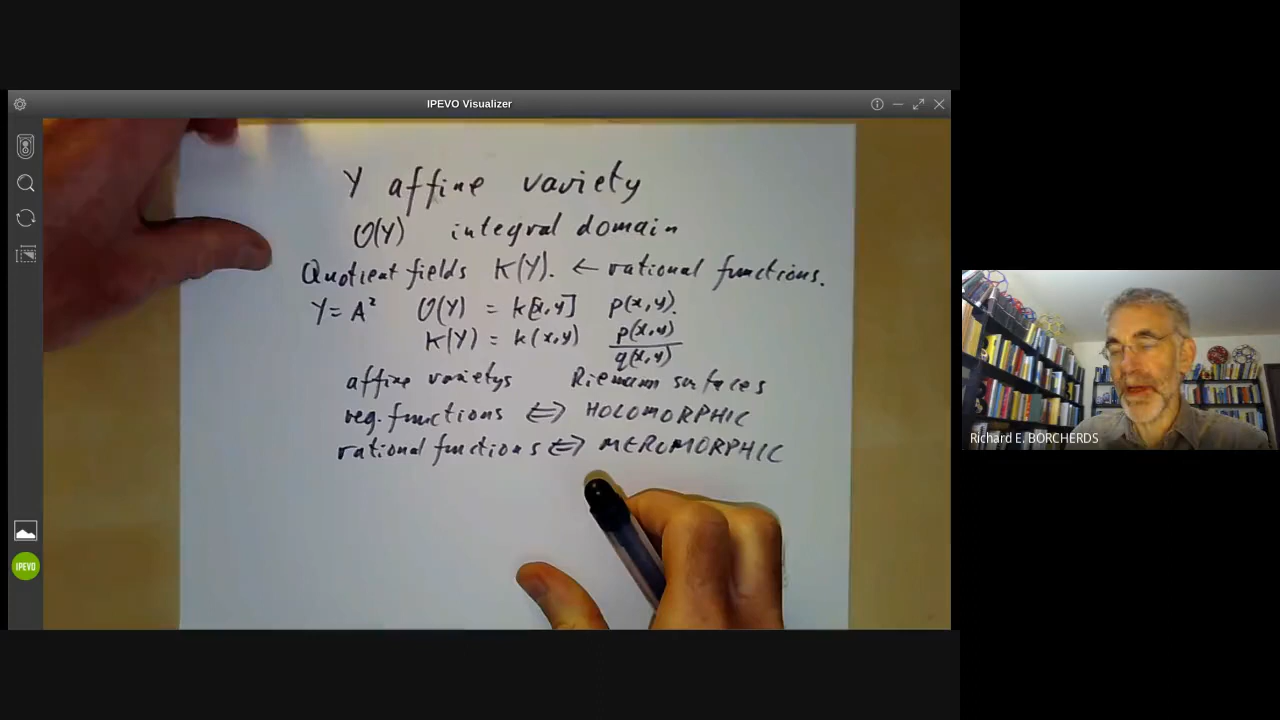 IPEVO Visualizer
Y affine variety
O(Y) integral domain
Quotient fields K(Y). ← rational functions.
Y = A² O(Y) = k[x,y] p(x,y).
K(Y) = k(x,y) p(x,y)
q(x,y)
affine varietys Riemann surfaces
reg. functions ⇔ HOLOMORPHIC
rational functions ⇔ MEROMORPHIC
IPEVO
Richard E. BORCHERDS